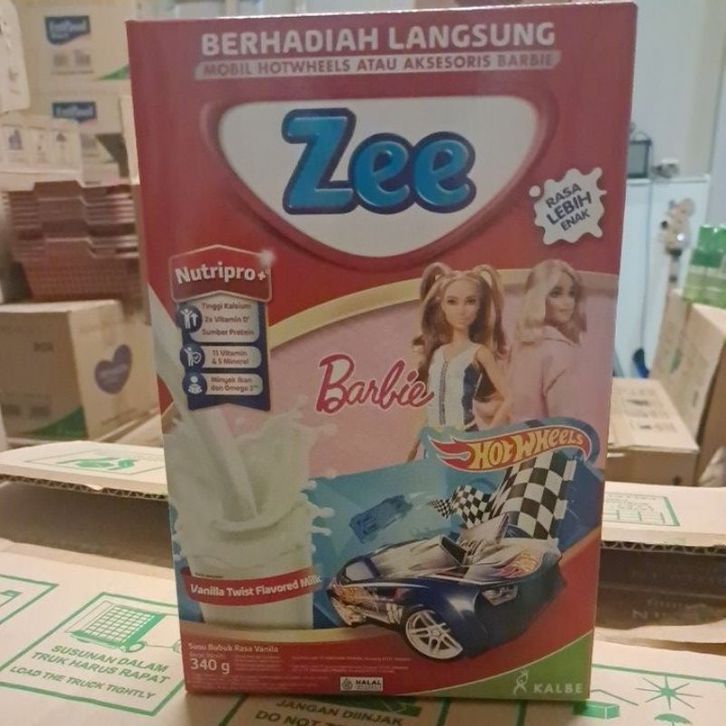 BERHADIAH LANGSUNG
MOBIL HOTWHEELS ATAU AKSESORIS BARBIE
Zee
RASA
LEBIH
ENAK
Nutripro+
Tinggi Kalsium
2x Vitamin D
Sumber Protein
11 Vitamin
& 5 Mineral
Minyak Ikan
dan Omega 3
Barbie
HOT WHEELS
Vanilla Twist Flavored Milk
Susu Bubuk Rasa Vanila
340 g
HALAL
KALBE
SUSUNAN DALAM
TRUK HARUS RAPAT
LOAD THE TRUCK TIGHTLY
JANGAN DIINJAK
DO NOT